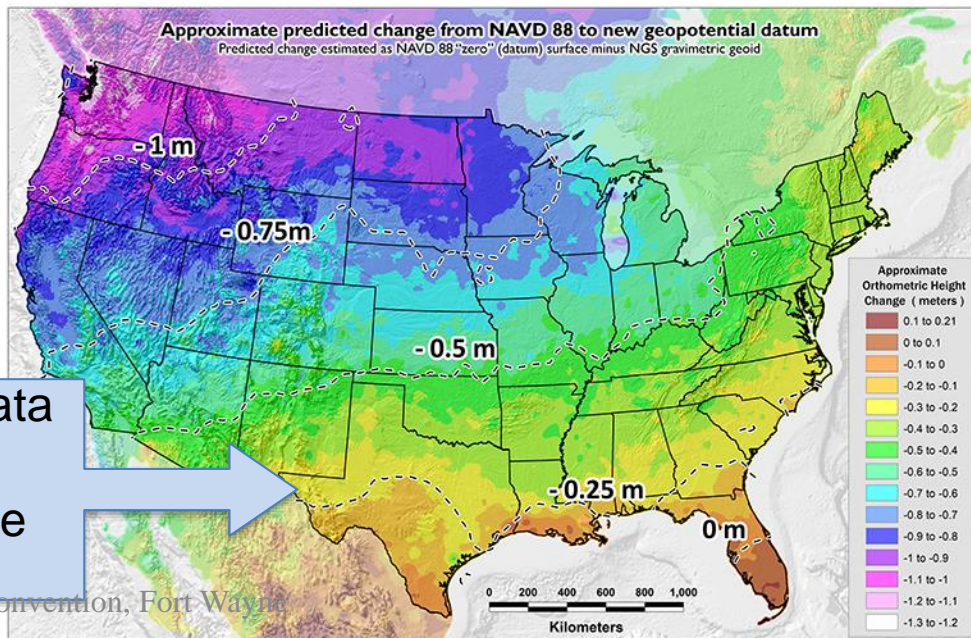 Approximate predicted change from NAVD 88 to new geopotential datum
Predicted change estimated as NAVD 88 "zero" (datum) surface minus NGS gravimetric geoid
- 1 m
- 0.75m
- 0.5 m
- 0.25 m
0 m
ata
e
onvention, Fort Wayne
0 200 400 600 800 1,000
Kilometers
Approximate
Orthometric Height
Change ( meters )
0.1 to 0.21
0 to 0.1
-0.1 to 0
-0.2 to -0.1
-0.3 to -0.2
-0.4 to -0.3
-0.5 to -0.4
-0.6 to -0.5
-0.7 to -0.6
-0.8 to -0.7
-0.9 to -0.8
-1 to -0.9
-1.1 to -1
-1.2 to -1.1
-1.3 to -1.2